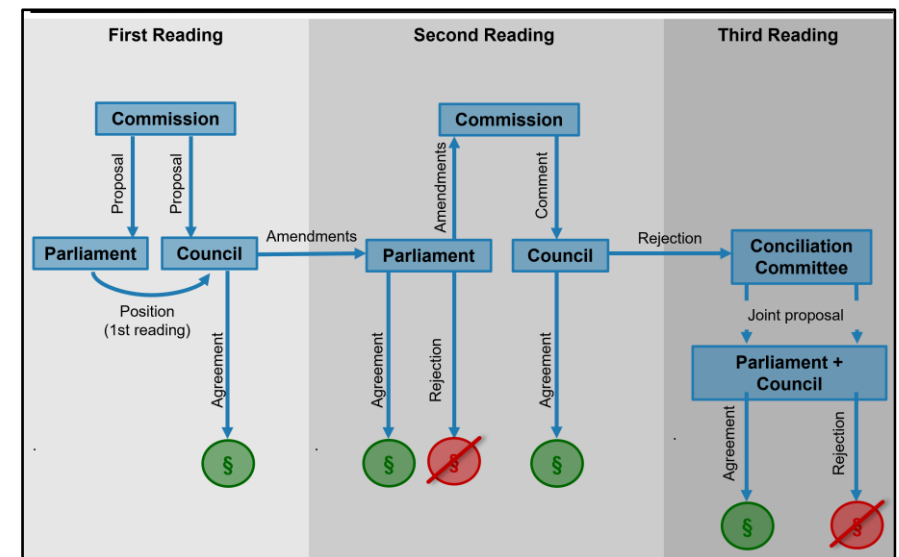 First Reading
Second Reading
Third Reading
Commission
Proposal
Proposal
Parliament
Council
Position
(1st reading)
Agreement
§
Amendments
Commission
Amendments
Comment
Parliament
Council
Agreement
Rejection
Agreement
§
§
§
Rejection
Conciliation
Committee
Joint proposal
Parliament +
Council
Agreement
Rejection
§
§